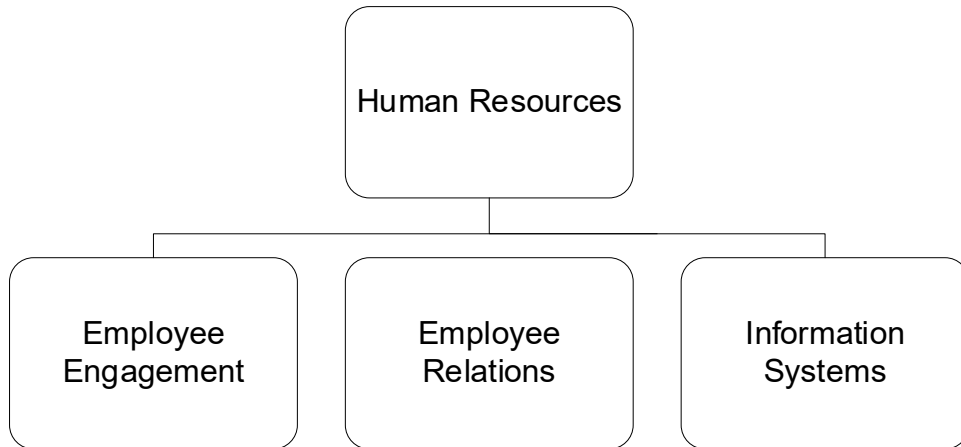 Human Resources
Employee
Engagement
Employee
Relations
Information
Systems